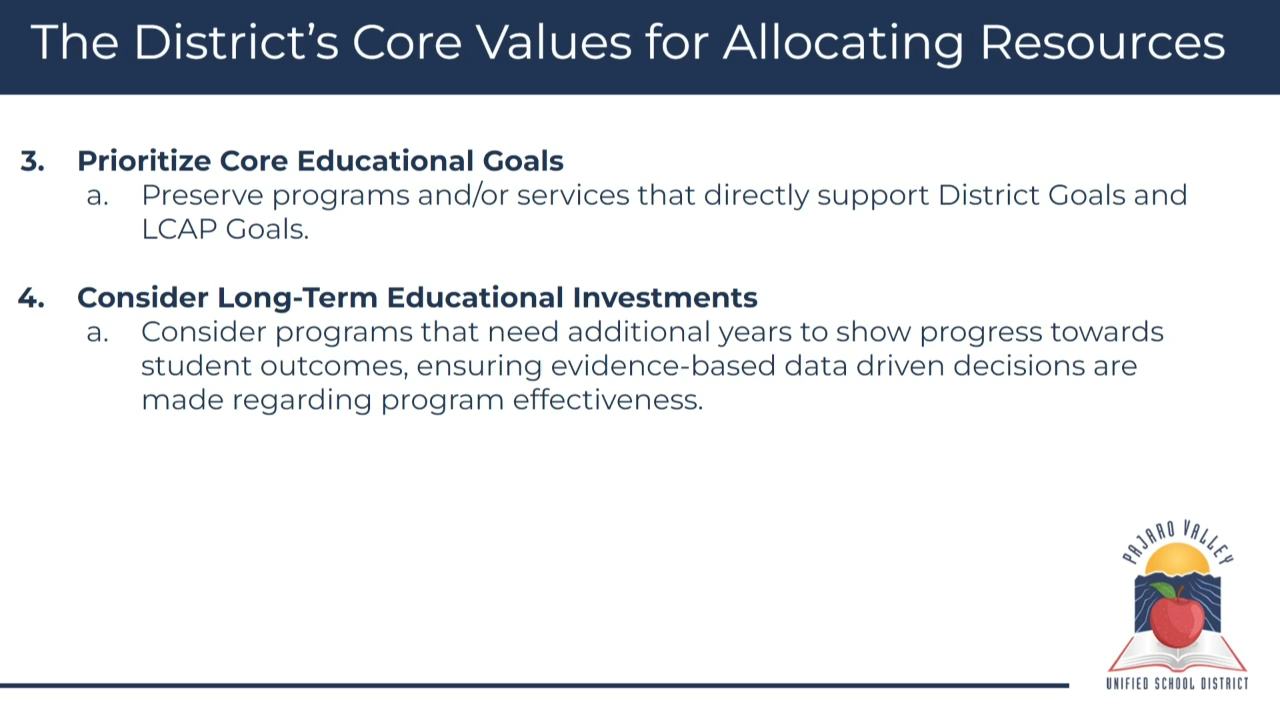 The District's Core Values for Allocating Resources
3. Prioritize Core Educational Goals
a. Preserve programs and/or services that directly support District Goals and
LCAP Goals.
4. Consider Long-Term Educational Investments
a. Consider programs that need additional years to show progress towards
student outcomes, ensuring evidence-based data driven decisions are
made regarding program effectiveness.
PAJARO VALLEY
UNIFIED SCHOOL DISTRICT